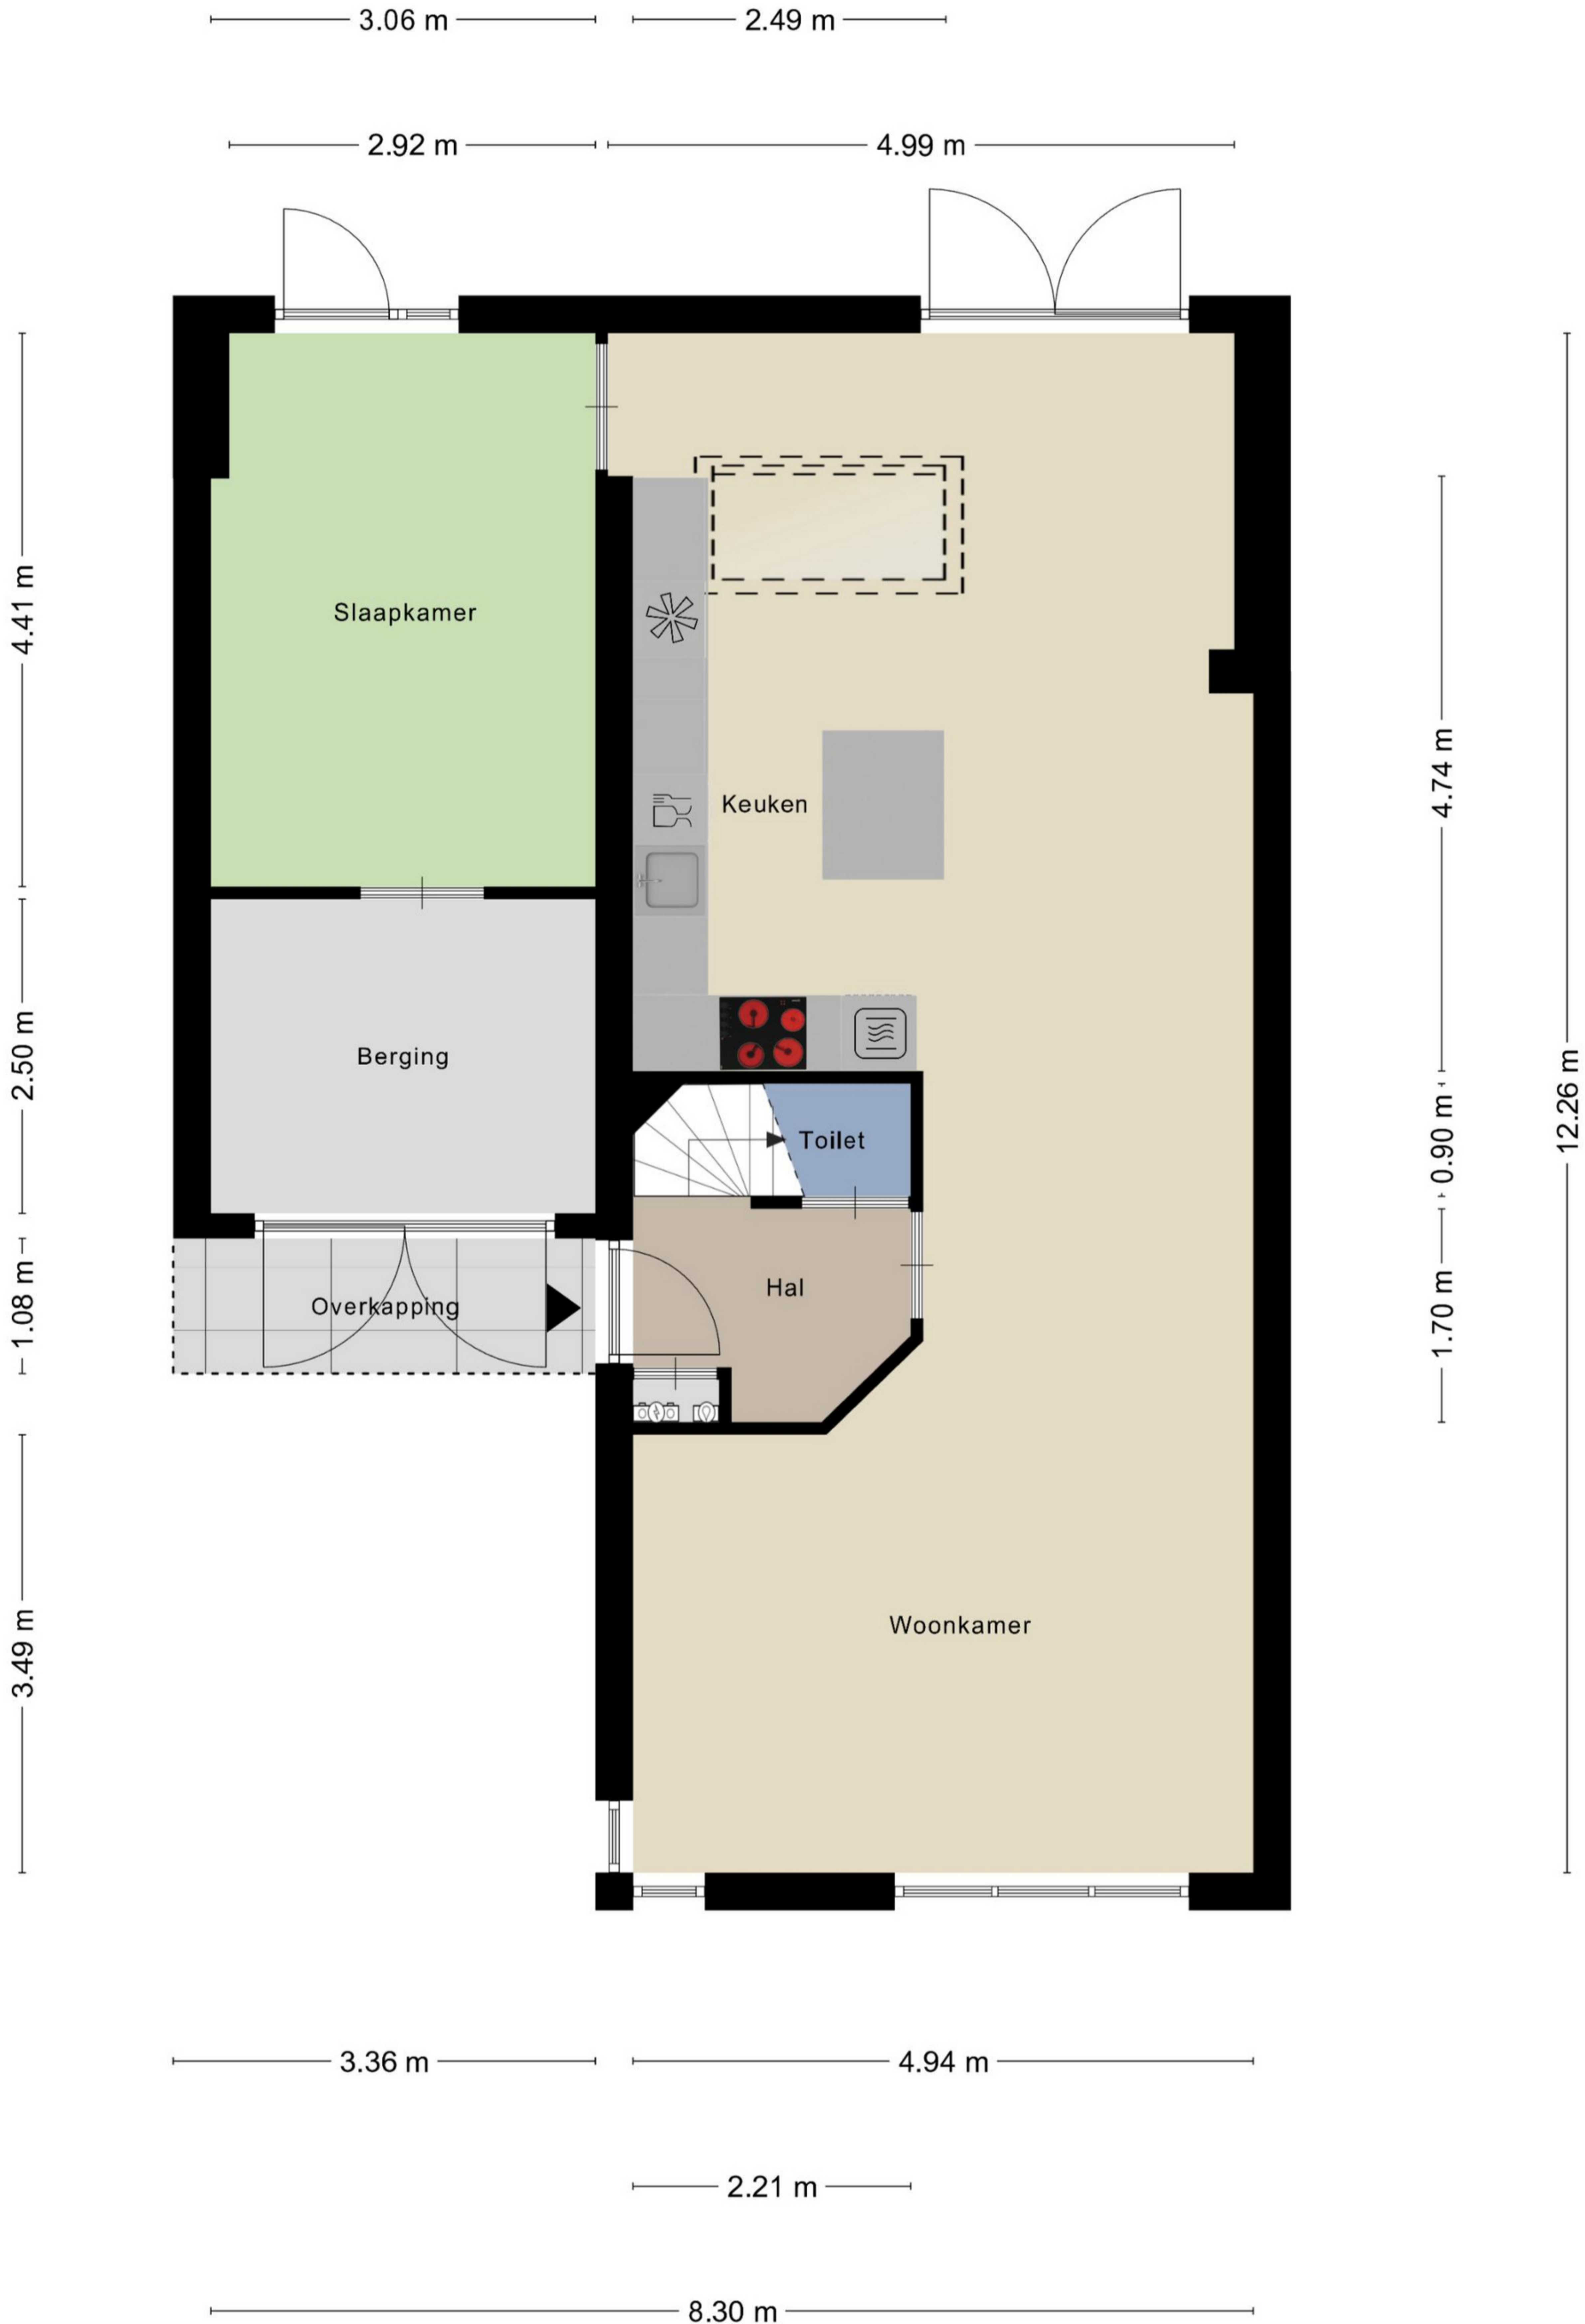 3.06 m
2.49 m
2.92 m
4.99 m
4.41 m
Slaapkamer
4.74 m
Keuken
2.50 m
Berging
12.26 m
0.90 m
Toilet
1.08 m
Overkapping
Hal
1.70 m
3.49 m
Woonkamer
3.36 m
4.94 m
2.21 m
8.30 m